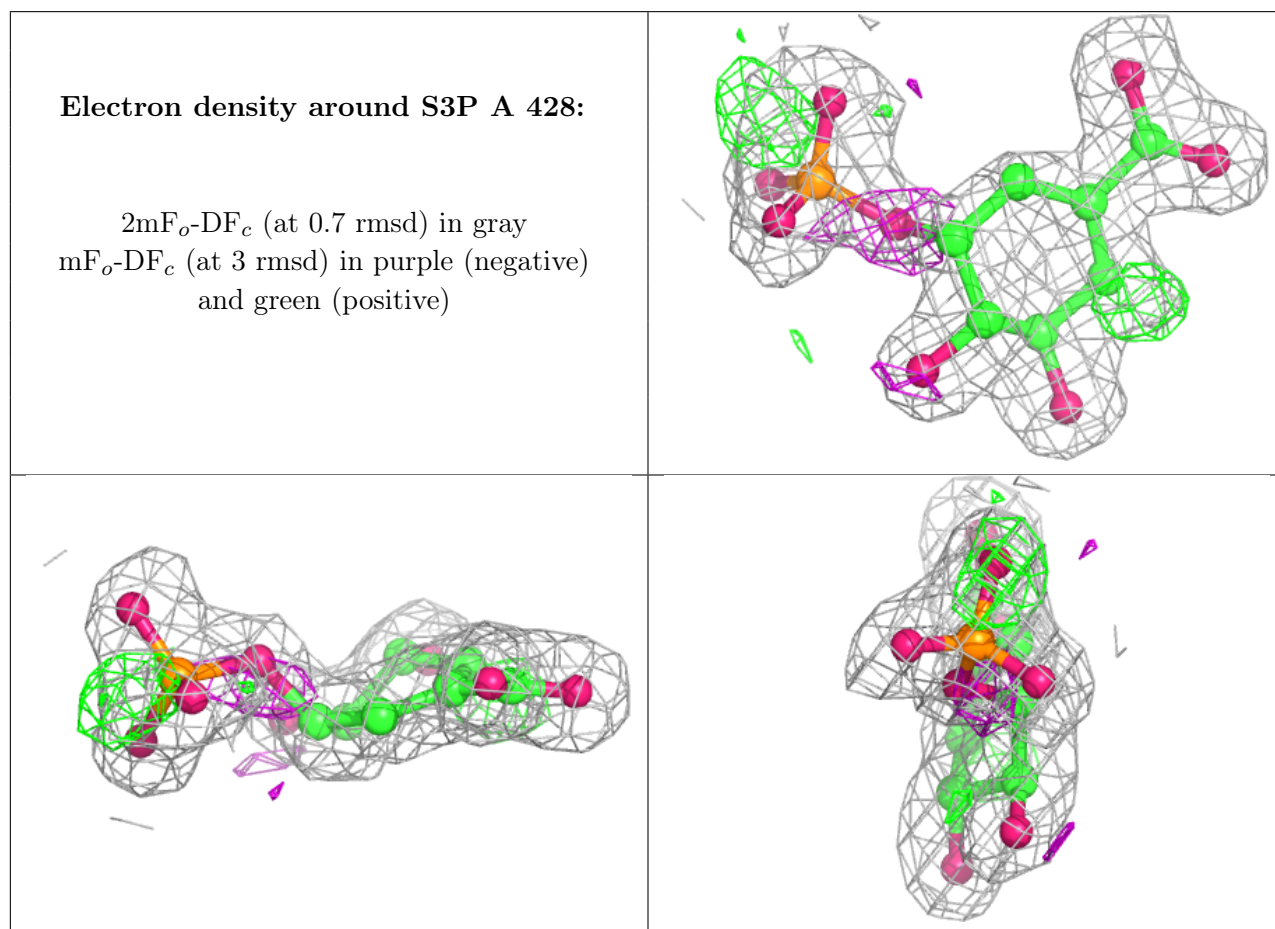 Electron density around S3P A 428:
2mFo-DFc (at 0.7 rmsd) in gray
mFo-DFc (at 3 rmsd) in purple (negative)
and green (positive)